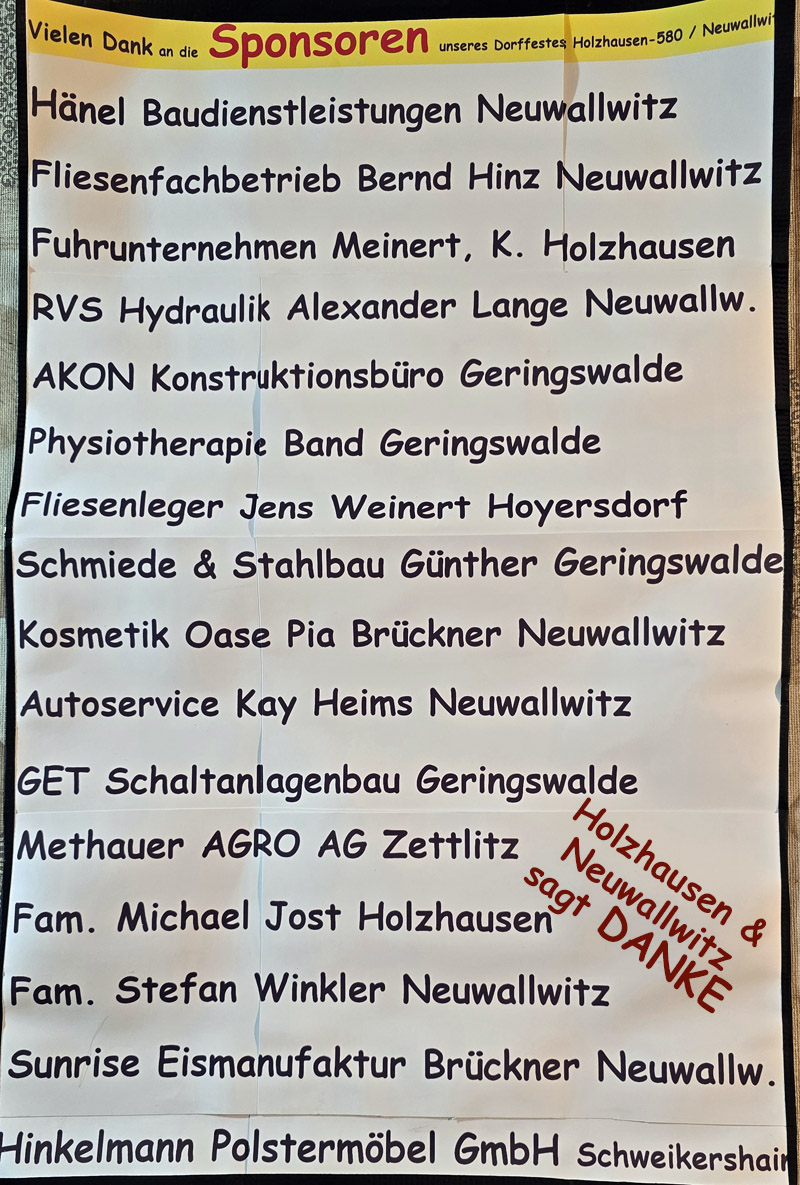 Vielen Dank an die Sponsoren unseres Dorffestes Holzhausen-580 / Neuwallwi
Hänel Baudienstleistungen Neuwallwitz
Fliesenfachbetrieb Bernd Hinz Neuwallwitz
Fuhrunternehmen Meinert, K. Holzhausen
RVS Hydraulik Alexander Lange Neuwallw.
AKON Konstruktionsbüro Geringswalde
Physiotherapie Band Geringswalde
Fliesenleger Jens Weinert Hoyersdorf
Schmiede & Stahlbau Günther Geringswalde
Kosmetik Oase Pia Brückner Neuwallwitz
Autoservice Kay Heims Neuwallwitz
GET Schaltanlagenbau Geringswalde
Methauer AGRO AG Zettlitz
Fam. Michael Jost Holzhausen
Fam. Stefan Winkler Neuwallwitz
Sunrise Eismanufaktur Brückner Neuwallw.
Hinkelmann Polstermöbel GmbH Schweikershain
Holzhausen &
Neuwallwitz
sagt DANKE